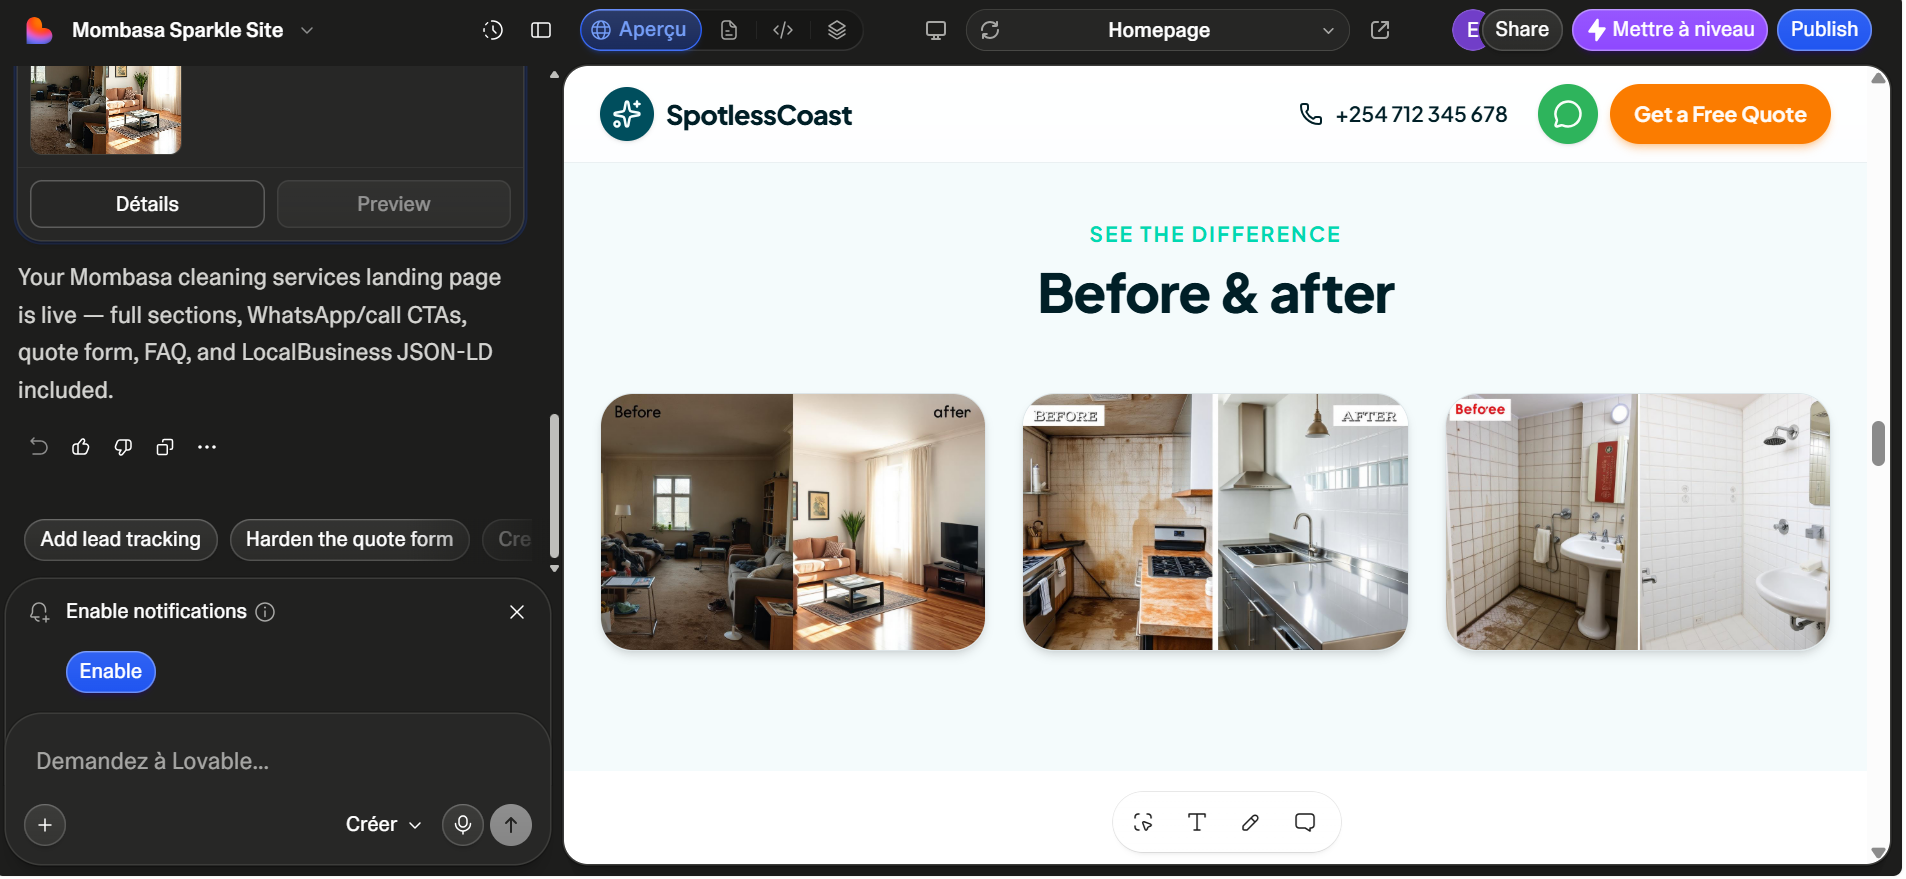 Mombasa Sparkle Site
Aperçu
Homepage
E
Share
Mettre à niveau
Publish
Détails
Preview
Your Mombasa cleaning services landing page
is live — full sections, WhatsApp/call CTAs,
quote form, FAQ, and LocalBusiness JSON-LD
included.
Add lead tracking
Harden the quote form
Cre
Enable notifications
Enable
Demandez à Lovable...
Créer
SpotlessCoast
+254 712 345 678
Get a Free Quote
SEE THE DIFFERENCE
Before & after
Before
after
BEFORE
AFTER
Beforee